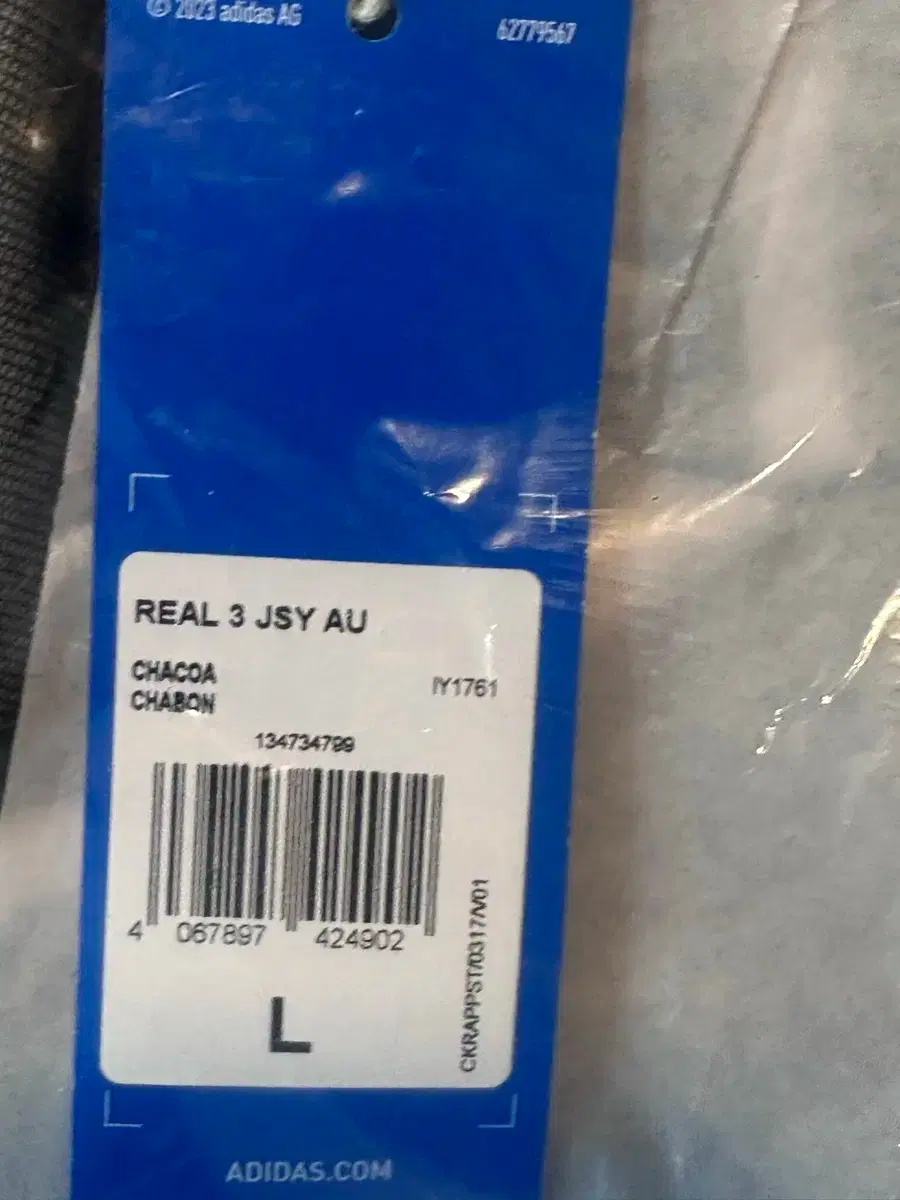 © 2023 adidas AG
62779567
REAL 3 JSY AU
CHACOA
CHABON
IY1761
134734799
4 067897 424902
CKRAPPST/0317/V01
L
ADIDAS.COM